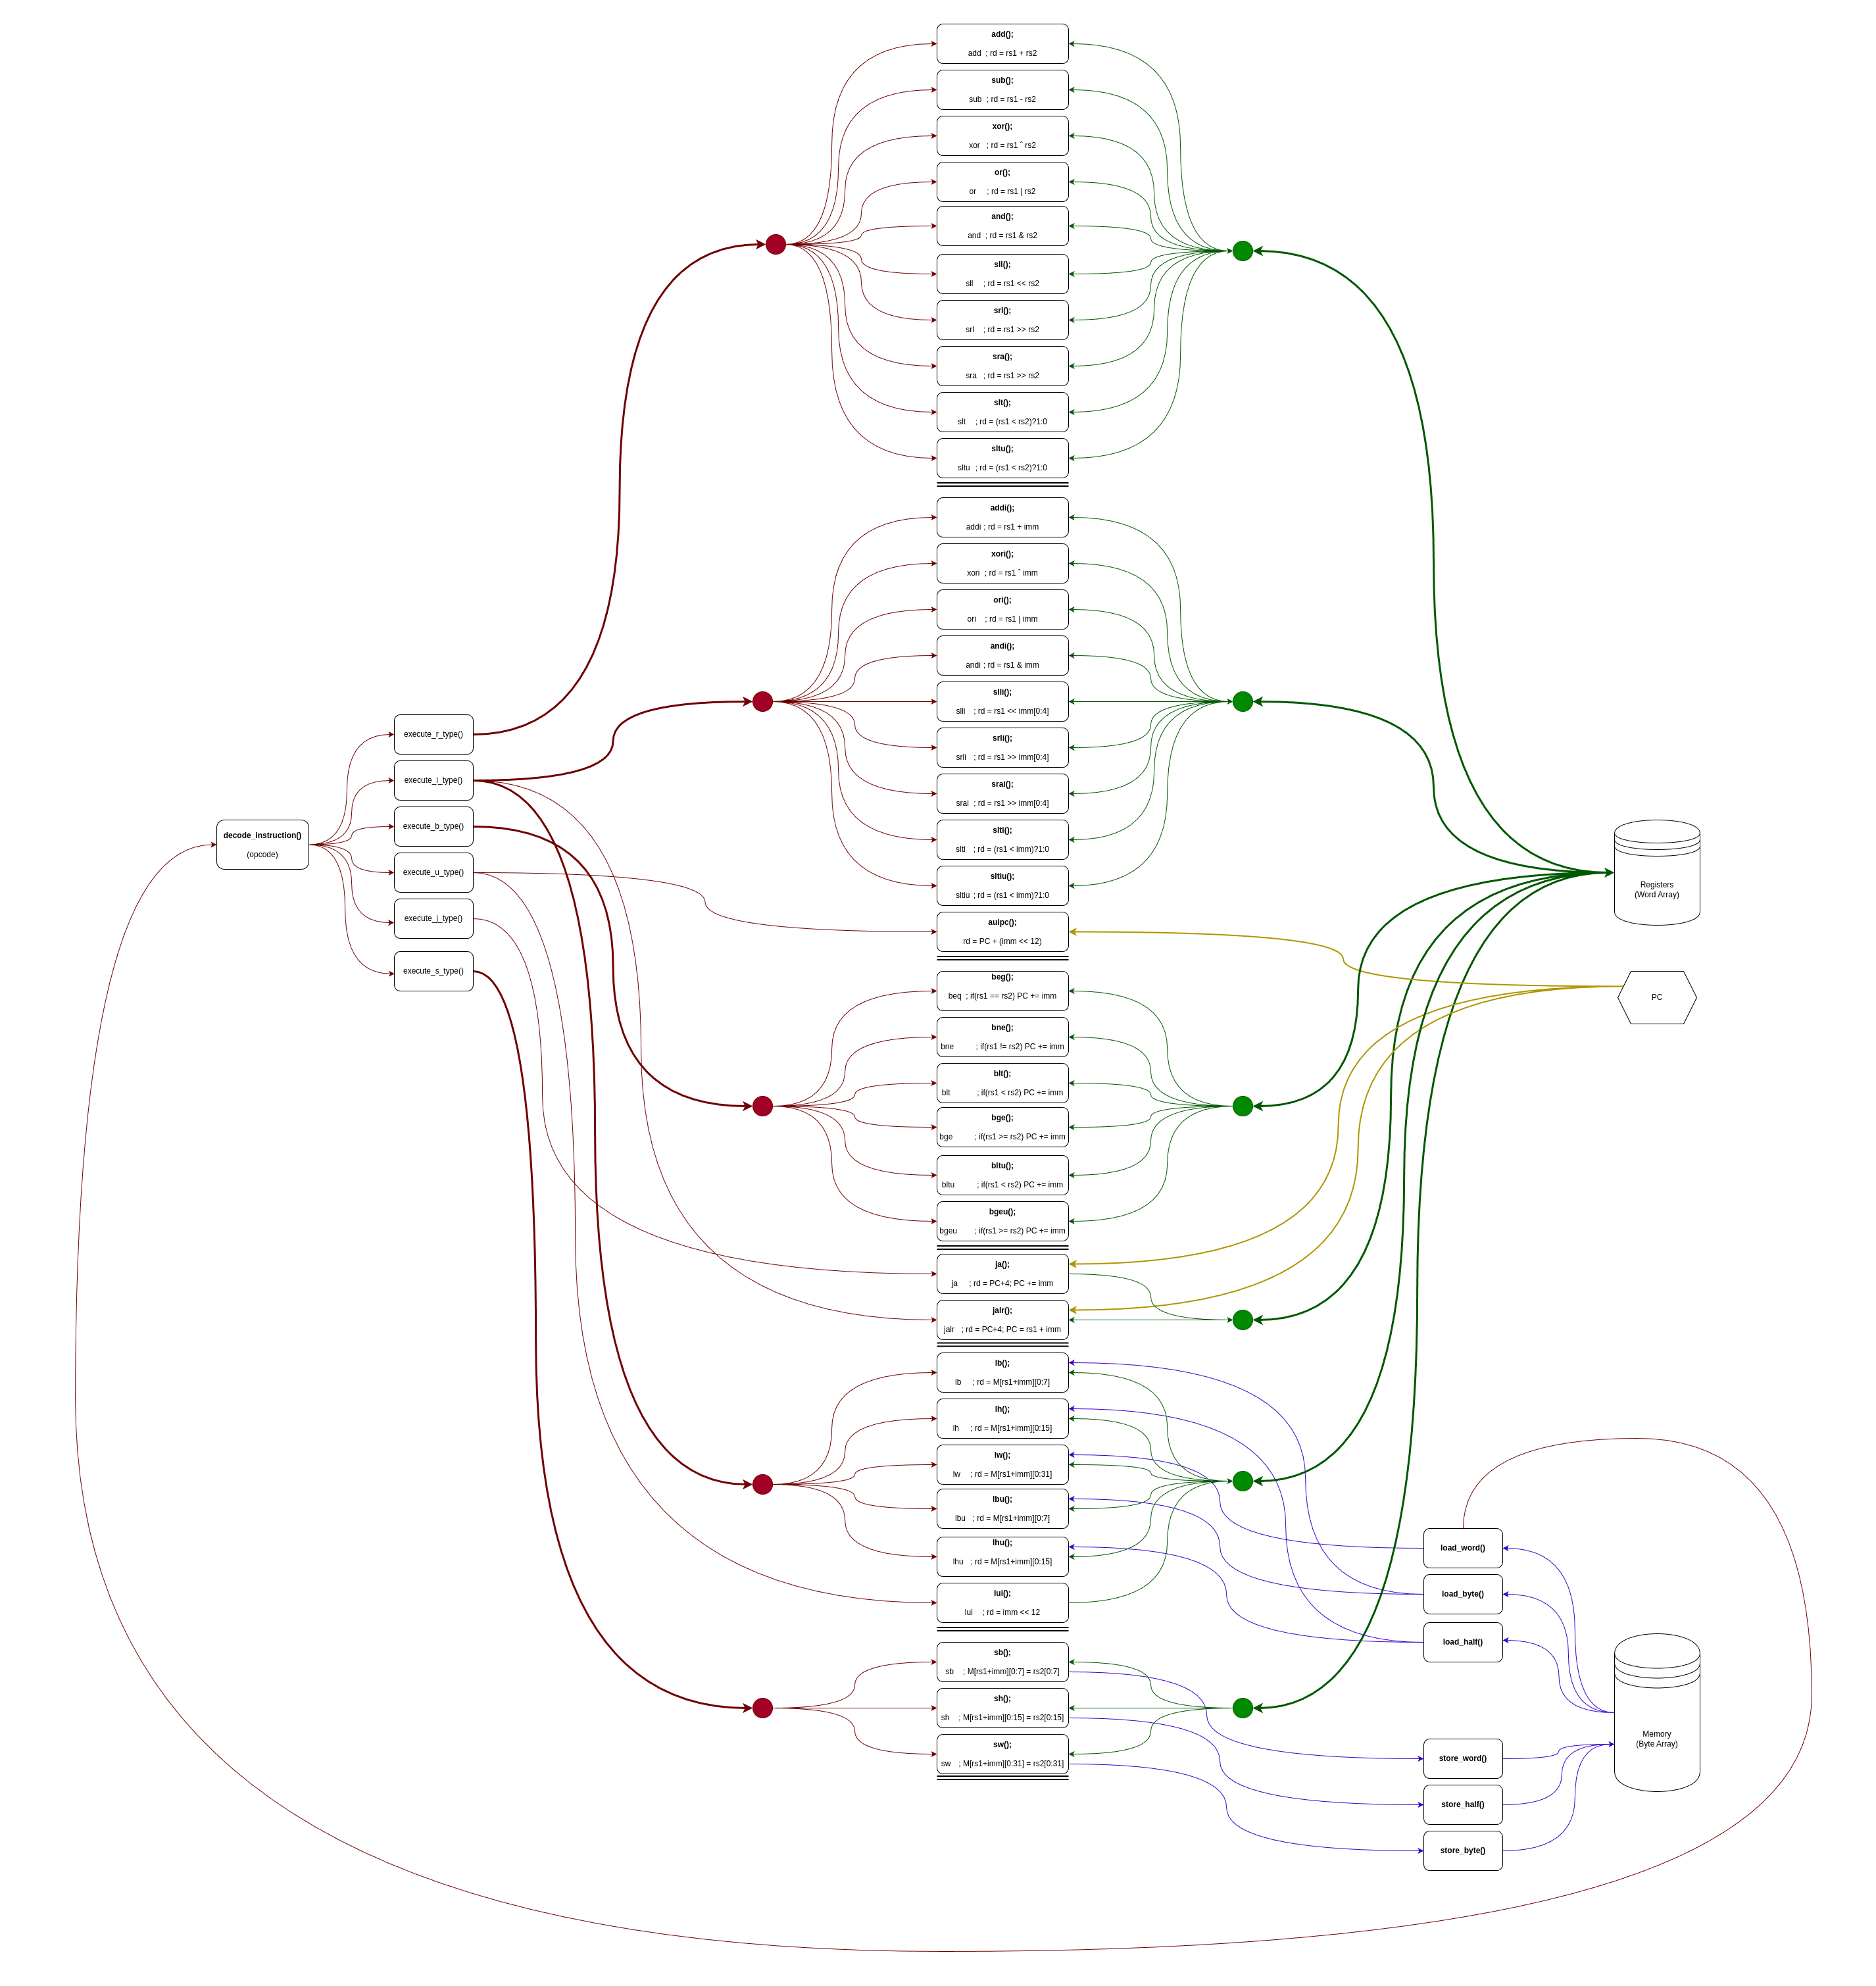 add();
add ; rd = rs1 + rs2
sub();
sub ; rd = rs1 - rs2
xor();
xor ; rd = rs1 ˆ rs2
or();
or ; rd = rs1 | rs2
and();
and ; rd = rs1 & rs2
sll();
sll ; rd = rs1 << rs2
srl();
srl ; rd = rs1 >> rs2
sra();
sra ; rd = rs1 >> rs2
slt();
slt ; rd = (rs1 < rs2)?1:0
sltu();
sltu ; rd = (rs1 < rs2)?1:0
addi();
addi ; rd = rs1 + imm
xori();
xori ; rd = rs1 ˆ imm
ori();
ori ; rd = rs1 | imm
andi();
andi ; rd = rs1 & imm
slli();
slli ; rd = rs1 << imm[0:4]
srli();
srli ; rd = rs1 >> imm[0:4]
srai();
srai ; rd = rs1 >> imm[0:4]
slti();
slti ; rd = (rs1 < imm)?1:0
sltiu();
sltiu ; rd = (rs1 < imm)?1:0
auipc();
rd = PC + (imm << 12)
beg();
beq ; if(rs1 == rs2) PC += imm
bne();
bne ; if(rs1 != rs2) PC += imm
blt();
blt ; if(rs1 < rs2) PC += imm
bge();
bge ; if(rs1 >= rs2) PC += imm
bltu();
bltu ; if(rs1 < rs2) PC += imm
bgeu();
bgeu ; if(rs1 >= rs2) PC += imm
ja();
ja ; rd = PC+4; PC += imm
jalr();
jalr ; rd = PC+4; PC = rs1 + imm
lb();
lb ; rd = M[rs1+imm][0:7]
lh();
lh ; rd = M[rs1+imm][0:15]
lw();
lw ; rd = M[rs1+imm][0:31]
lbu();
lbu ; rd = M[rs1+imm][0:7]
lhu();
lhu ; rd = M[rs1+imm][0:15]
lui();
lui ; rd = imm << 12
sb();
sb ; M[rs1+imm][0:7] = rs2[0:7]
sh();
sh ; M[rs1+imm][0:15] = rs2[0:15]
sw();
sw ; M[rs1+imm][0:31] = rs2[0:31]
decode_instruction()
(opcode)
execute_r_type()
execute_i_type()
execute_b_type()
execute_u_type()
execute_j_type()
execute_s_type()
Registers
(Word Array)
PC
load_word()
load_byte()
load_half()
store_word()
store_half()
store_byte()
Memory
(Byte Array)